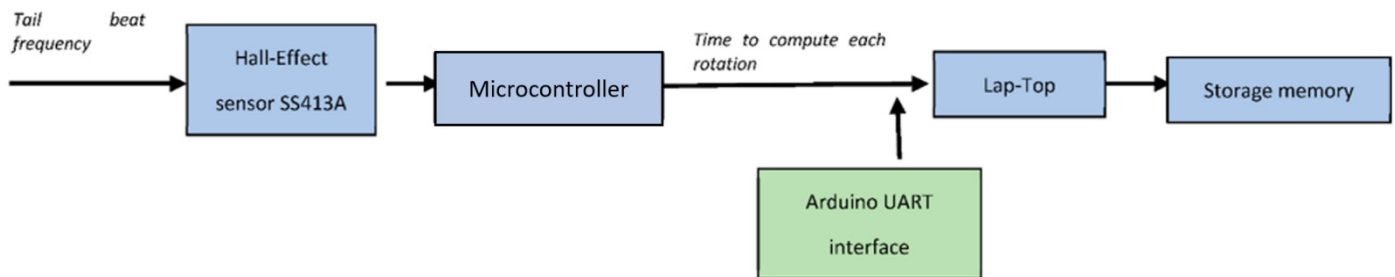 Tail beat
frequency
Hall-Effect
sensor SS413A
Microcontroller
Time to compute each
rotation
Lap-Top
Storage memory
Arduino UART
interface